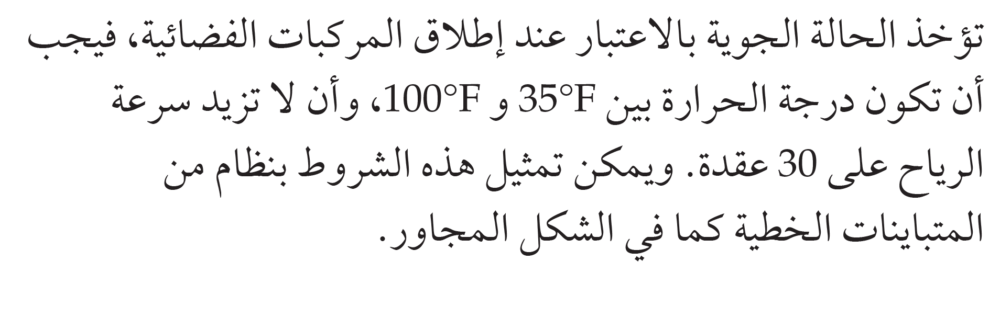 تؤخذ الحالة الجوية بالاعتبار عند إطلاق المركبات الفضائية، فيجب
أن تكون درجة الحرارة بين 35°F و 100°F، وأن لا تزيد سرعة
الرياح على 30 عقدة. ويمكن تمثيل هذه الشروط بنظام من
المتباينات الخطية كما في الشكل المجاور.